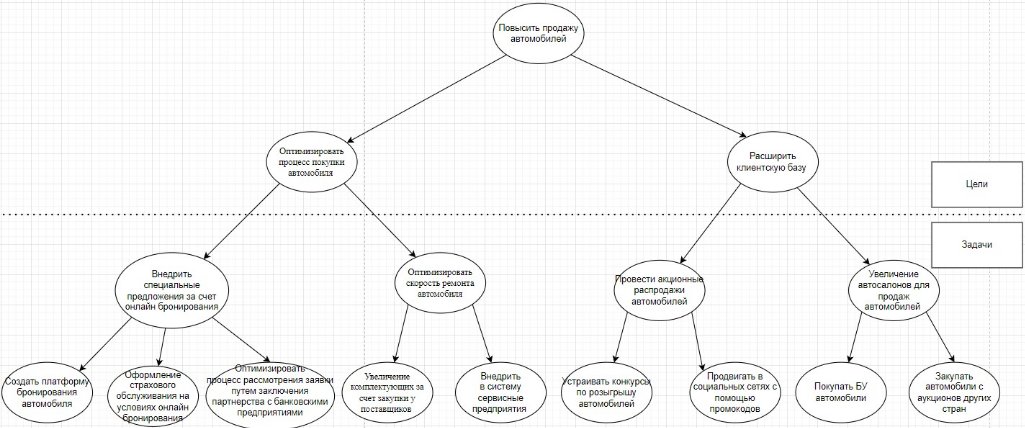 Повысить продажу
автомобилей
Оптимизировать
процесс покупки
автомобиля
Расширить
клиентскую базу
Цели
Задачи
Внедрить
специальные
предложения за счет
онлайн бронирования
Оптимизировать
скорость ремонта
автомобиля
Провести акционные
распродажи
автомобилей
Увеличение
автосалонов для
продаж
автомобилей
Создать платформу
бронирования
автомобиля
Оформление
страхового
обслуживания на
условиях онлайн
бронирования
Оптимизировать
процесс рассмотрения заявки
путем заключения
партнерства с банковскими
предприятиями
Увеличение
комплектующих за
счет закупки у
поставщиков
Внедрить
в систему
сервисные
предприятия
Устраивать конкурсы
по розыгрышу
автомобилей
Продвигать в
социальных сетях с
помощью
промокодов
Покупать БУ
автомобили
Закупать
автомобили с
аукционов других
стран